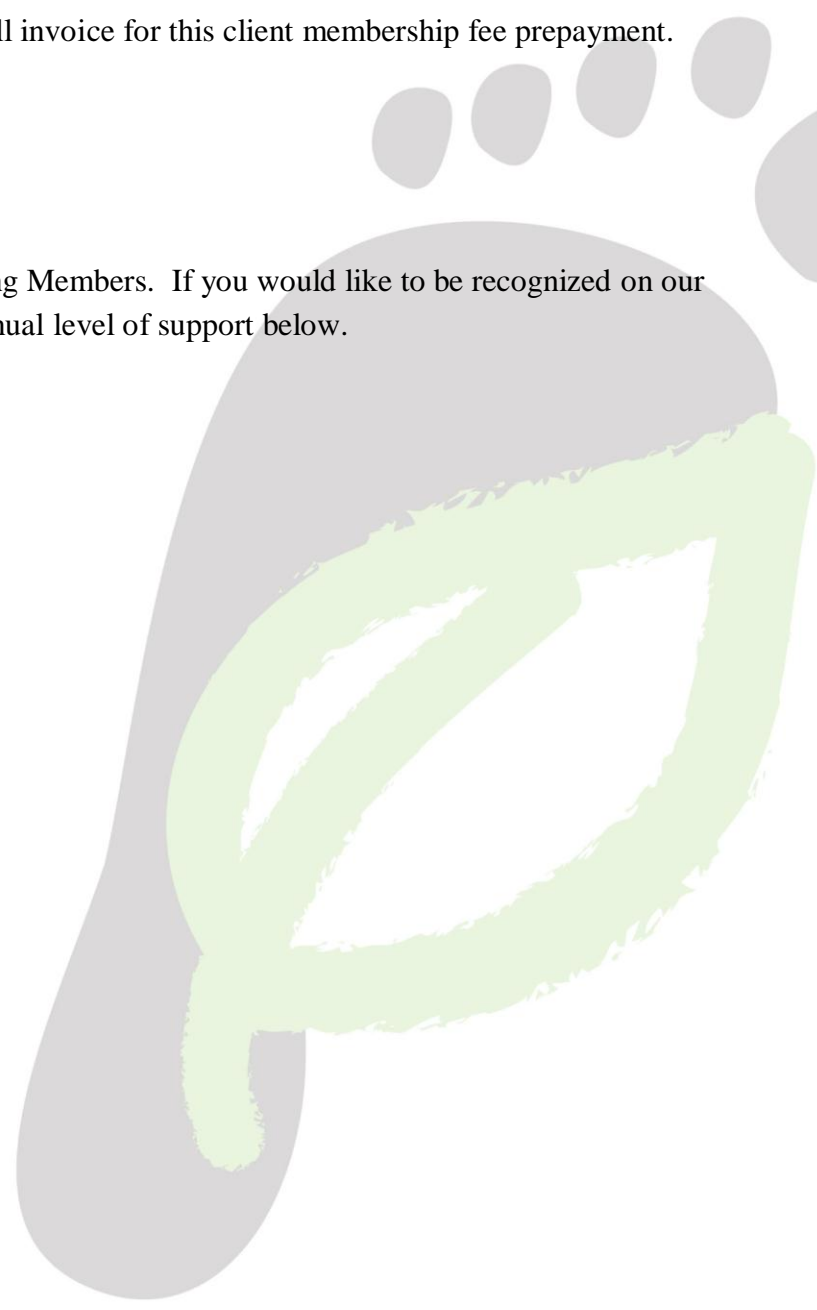 ll invoice for this client membership fee prepayment.
ng Members.  If you would like to be recognized on our
nual level of support below.